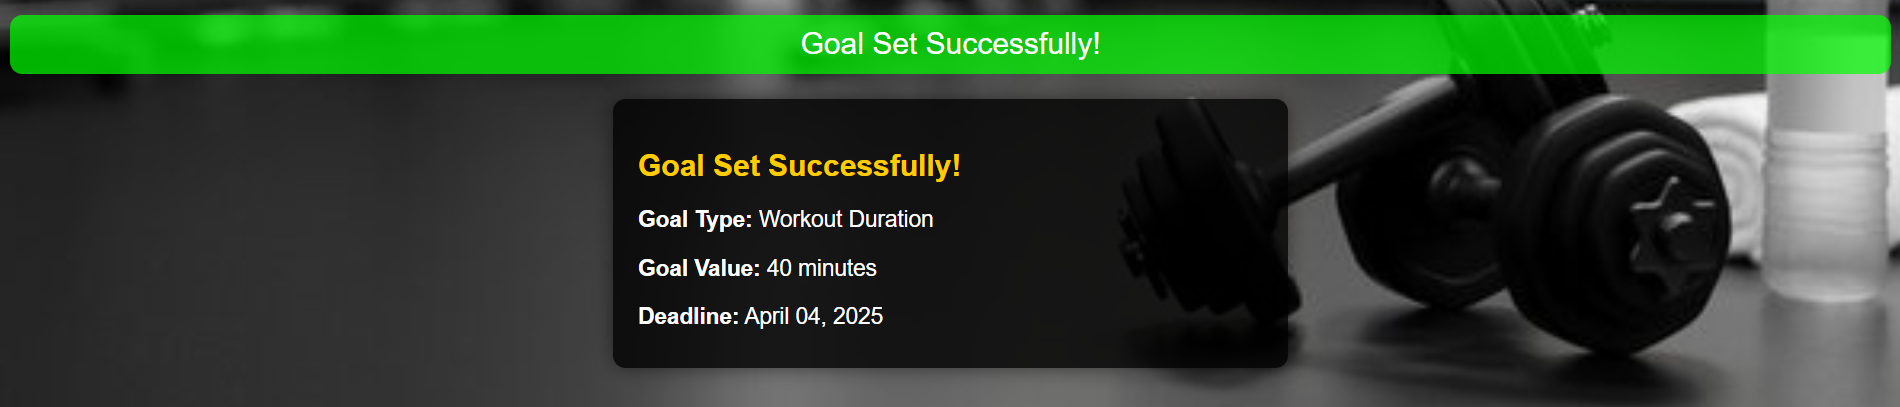 Goal Set Successfully!
Goal Set Successfully!
Goal Type: Workout Duration
Goal Value: 40 minutes
Deadline: April 04, 2025